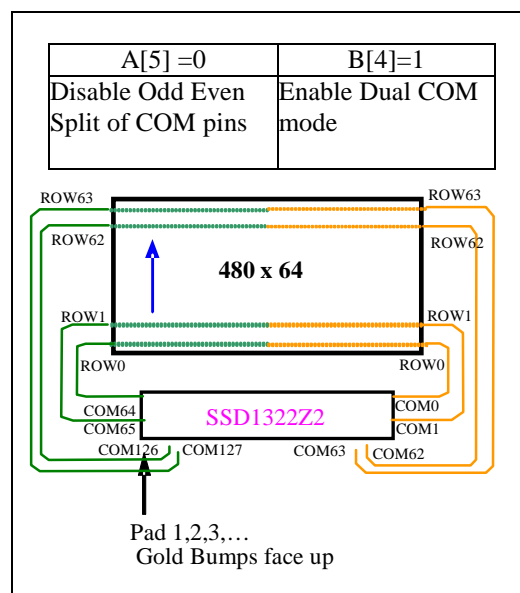 A[5] =0
B[4]=1
Disable Odd Even
Split of COM pins
Enable Dual COM
mode
ROW63
ROW63
ROW62
ROW62
480 x 64
ROW1
ROW1
ROW0
ROW0
COM64
COM0
SSD1322Z2
COM65
COM1
COM126
COM127
COM63
COM62
Pad 1,2,3,…
Gold Bumps face up